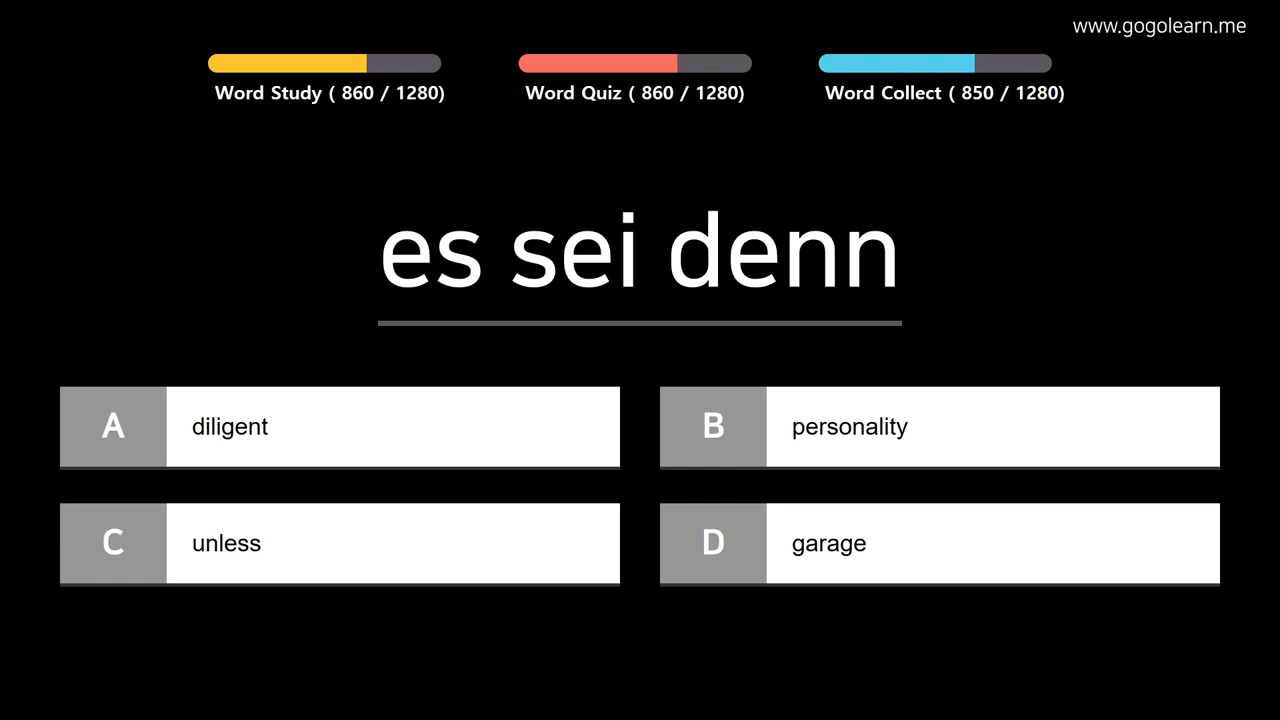 www.gogolearn.me
Word Study ( 860 / 1280)
Word Quiz ( 860 / 1280)
Word Collect ( 850 / 1280)
es sei denn
A diligent
B personality
C unless
D garage